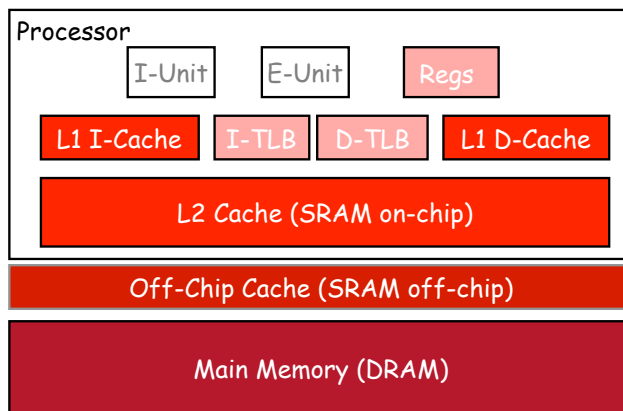 Processor
I-Unit
E-Unit
Regs
L1 I-Cache
I-TLB
D-TLB
L1 D-Cache
L2 Cache (SRAM on-chip)
Off-Chip Cache (SRAM off-chip)
Main Memory (DRAM)